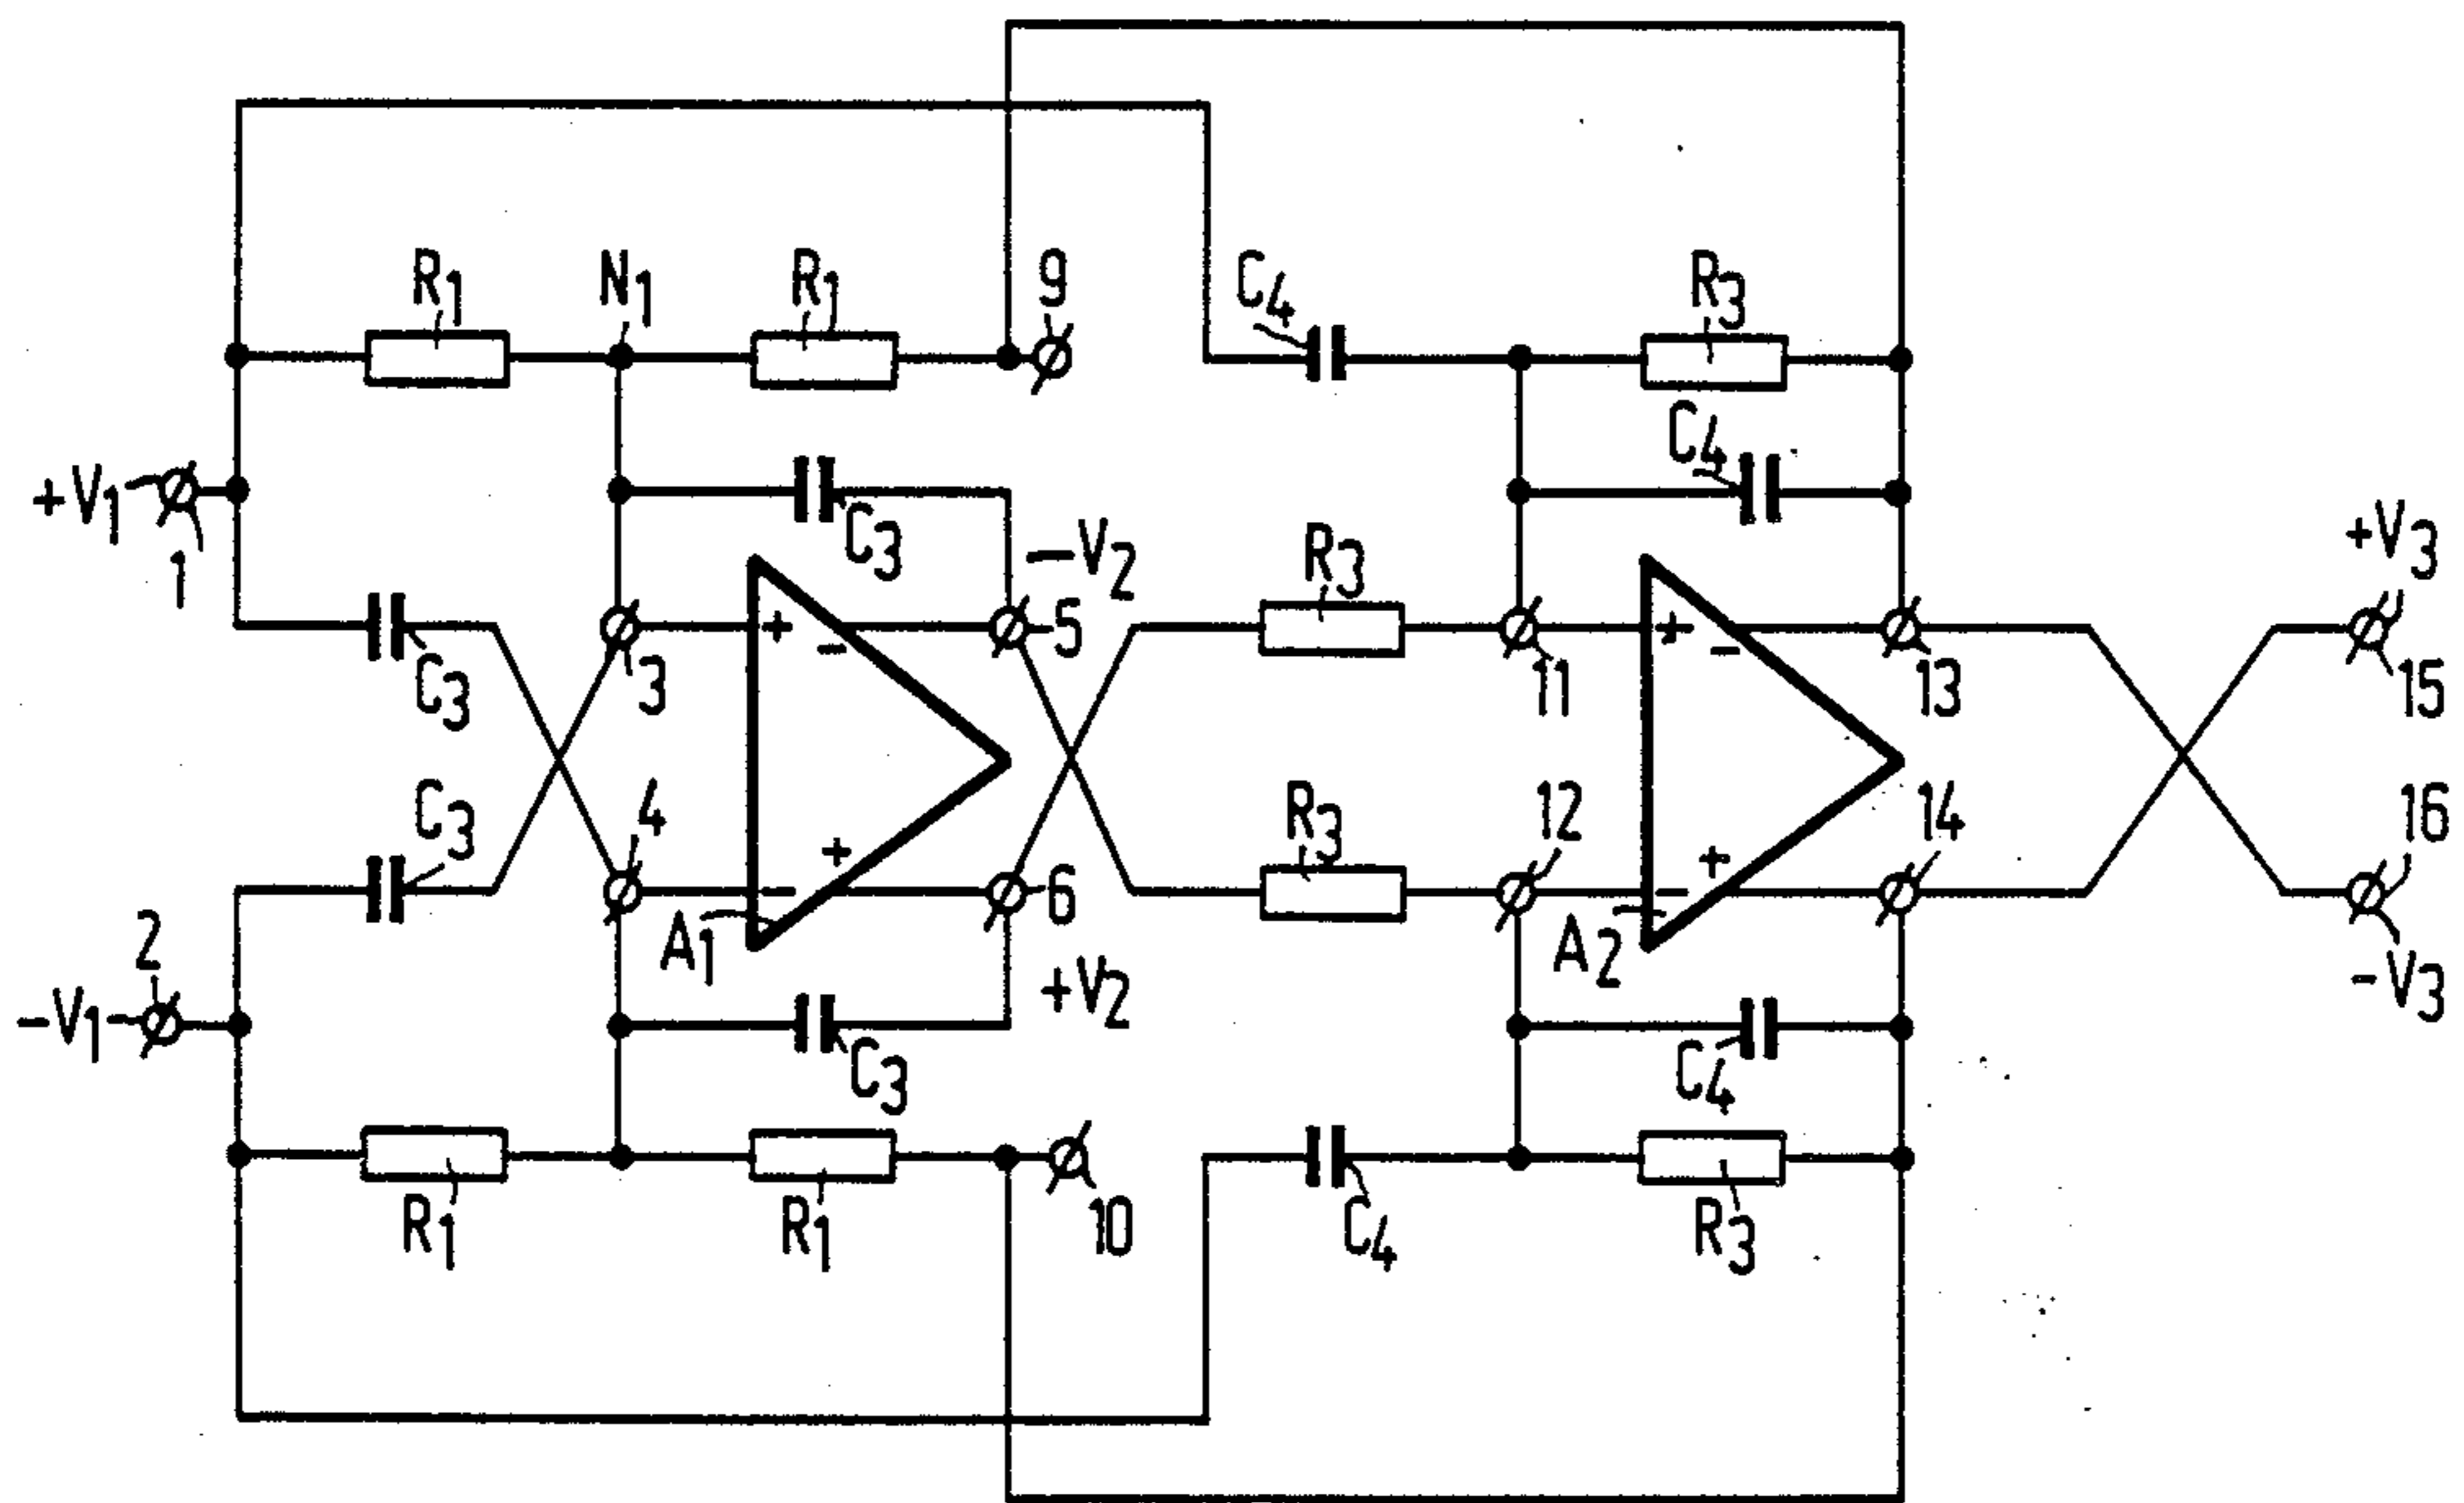 R1
N1
R1
9
C4
R3
C4
+V1
1
C3
-V2
R3
+V3
+
-
5
+
-
C3
3
11
13
15
C3
4
R3
12
14
16
+
-
6
+
-
2
A1
+V2
A2
-V3
-V1
C3
C4
R1
R1
10
C4
R3